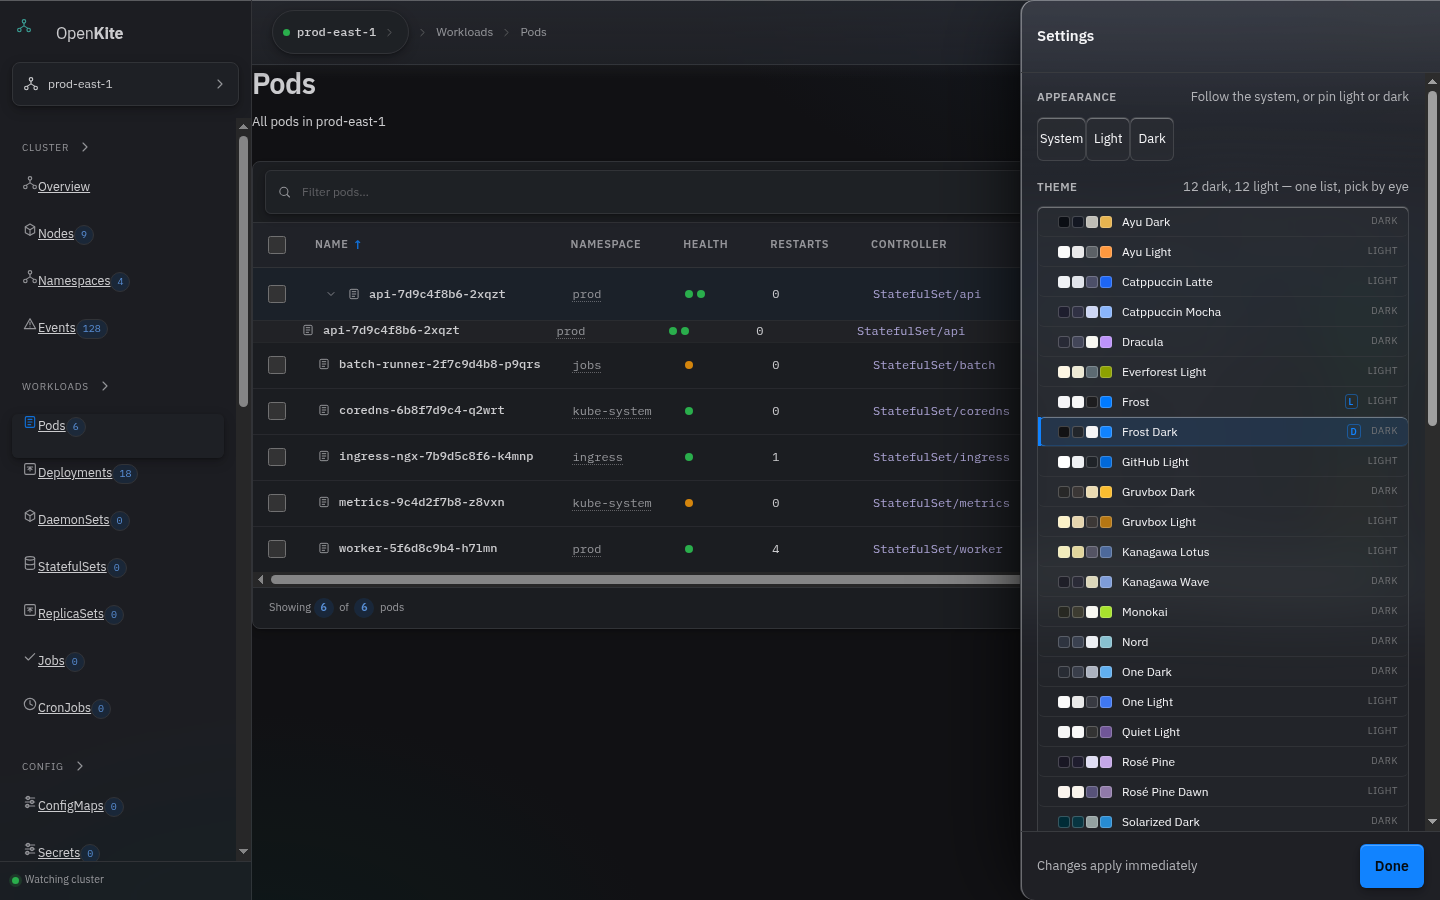 OpenKite
prod-east-1
CLUSTER
Overview
Nodes 9
Namespaces 4
Events 128
WORKLOADS
Pods 6
Deployments 18
DaemonSets 0
StatefulSets 0
ReplicaSets 0
Jobs 0
CronJobs 0
CONFIG
ConfigMaps 0
Secrets 0
Watching cluster
prod-east-1 Workloads Pods
Pods
All pods in prod-east-1
Filter pods...
NAME ↑ NAMESPACE HEALTH RESTARTS CONTROLLER
api-7d9c4f8b6-2xqzt prod 0 StatefulSet/api
api-7d9c4f8b6-2xqzt prod 0 StatefulSet/api
batch-runner-2f7c9d4b8-p9qrs jobs 0 StatefulSet/batch
coredns-6b8f7d9c4-q2wrt kube-system 0 StatefulSet/coredns
ingress-ngx-7b9d5c8f6-k4mnp ingress 1 StatefulSet/ingress
metrics-9c4d2f7b8-z8vxn kube-system 0 StatefulSet/metrics
worker-5f6d8c9b4-h7lmn prod 4 StatefulSet/worker
Showing 6 of 6 pods
Settings
APPEARANCE Follow the system, or pin light or dark
System Light Dark
THEME 12 dark, 12 light — one list, pick by eye
Ayu Dark DARK
Ayu Light LIGHT
Catppuccin Latte LIGHT
Catppuccin Mocha DARK
Dracula DARK
Everforest Light LIGHT
Frost L LIGHT
Frost Dark D DARK
GitHub Light LIGHT
Gruvbox Dark DARK
Gruvbox Light LIGHT
Kanagawa Lotus LIGHT
Kanagawa Wave DARK
Monokai DARK
Nord DARK
One Dark DARK
One Light LIGHT
Quiet Light LIGHT
Rosé Pine DARK
Rosé Pine Dawn LIGHT
Solarized Dark DARK
Changes apply immediately
Done